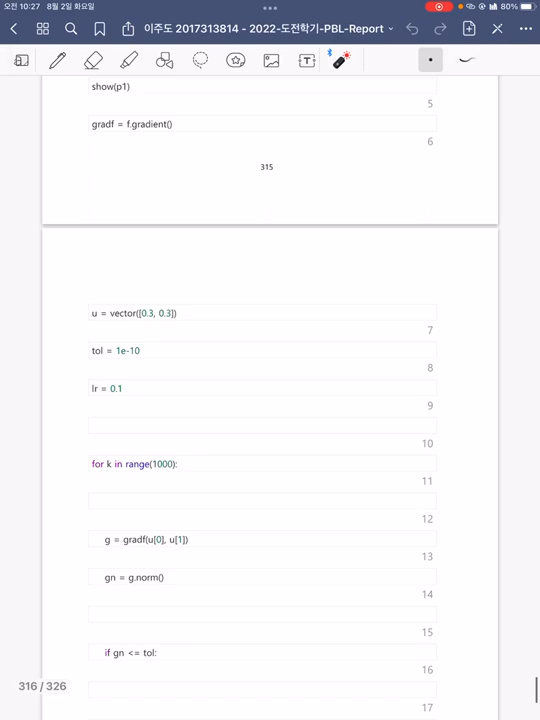 오전 10:27 8월 2일 화요일
80%
이주도 2017313814 - 2022-도전학기-PBL-Report
show(p1)
5
gradf = f.gradient()
6
315
u = vector([0.3, 0.3])
7
tol = 1e-10
8
lr = 0.1
9
10
for k in range(1000):
11
12
g = gradf(u[0], u[1])
13
gn = g.norm()
14
15
if gn <= tol:
16
316 / 326
17